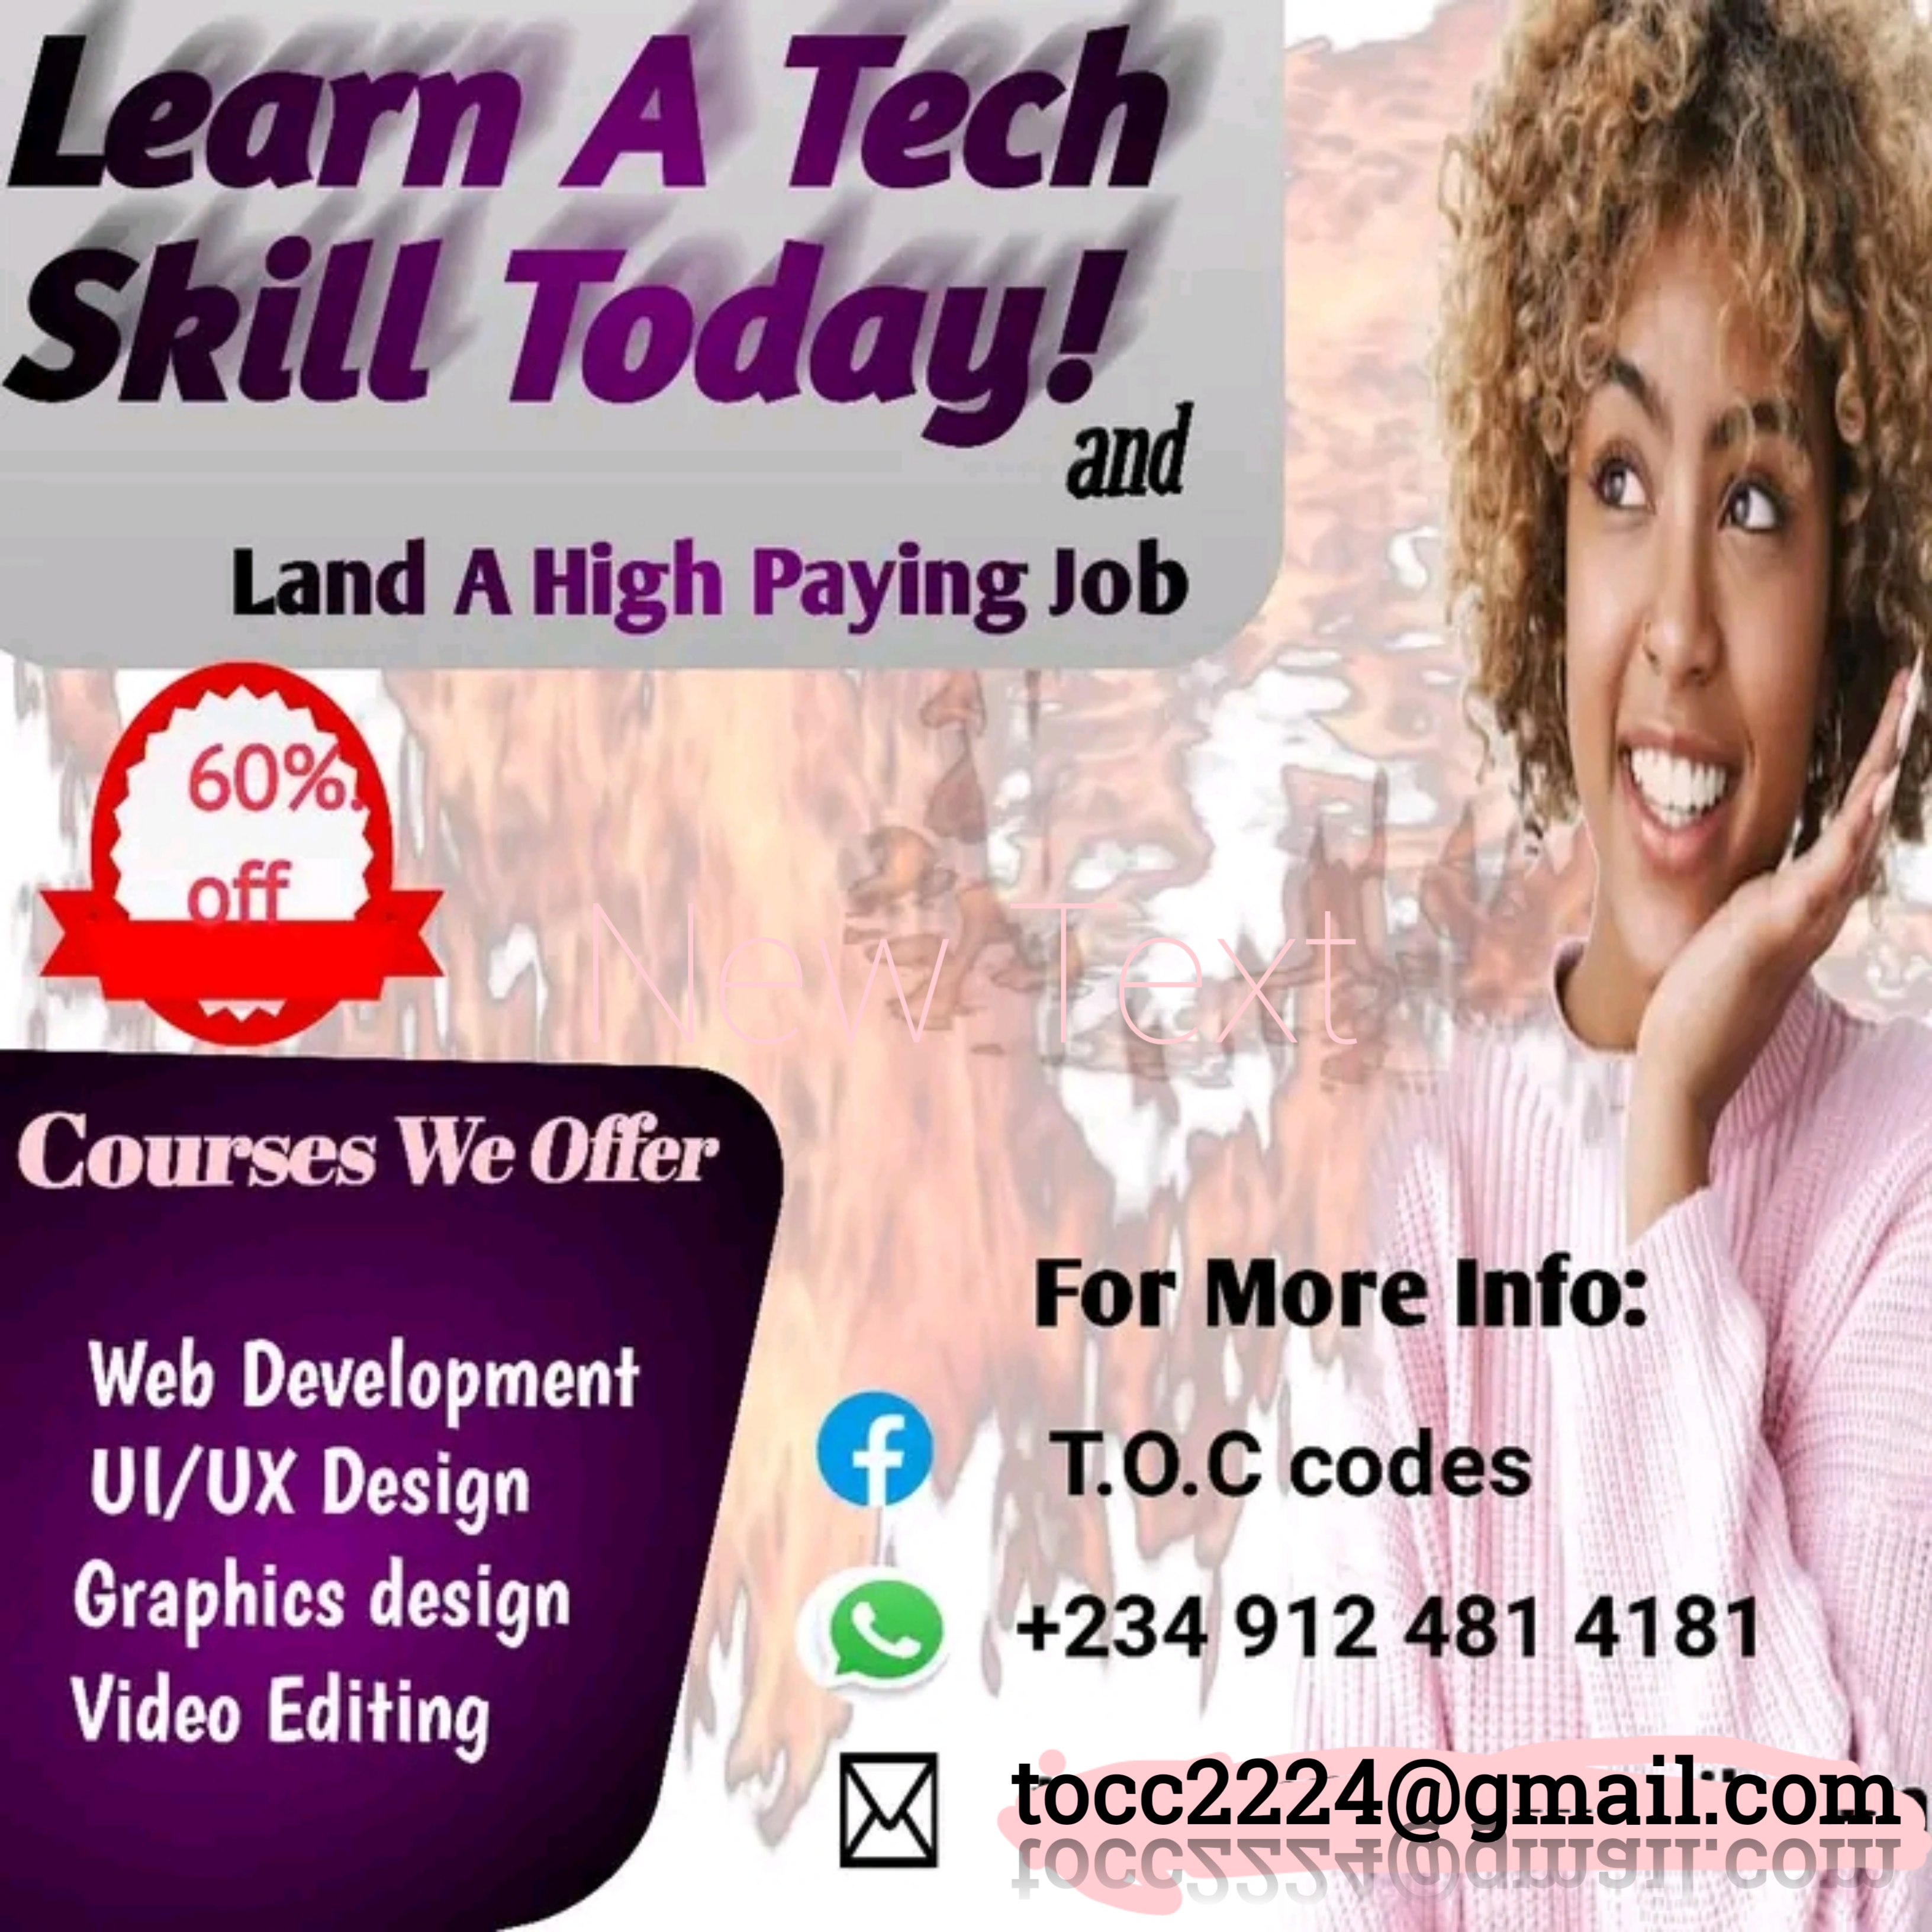 Learn A Tech
Skill Today!
and
Land A High Paying Job
60%.
off
New Text
Courses We Offer
Web Development
UI/UX Design
Graphics design
Video Editing
For More Info:
T.O.C codes
+234 912 481 4181
tocc2224@gmail.com